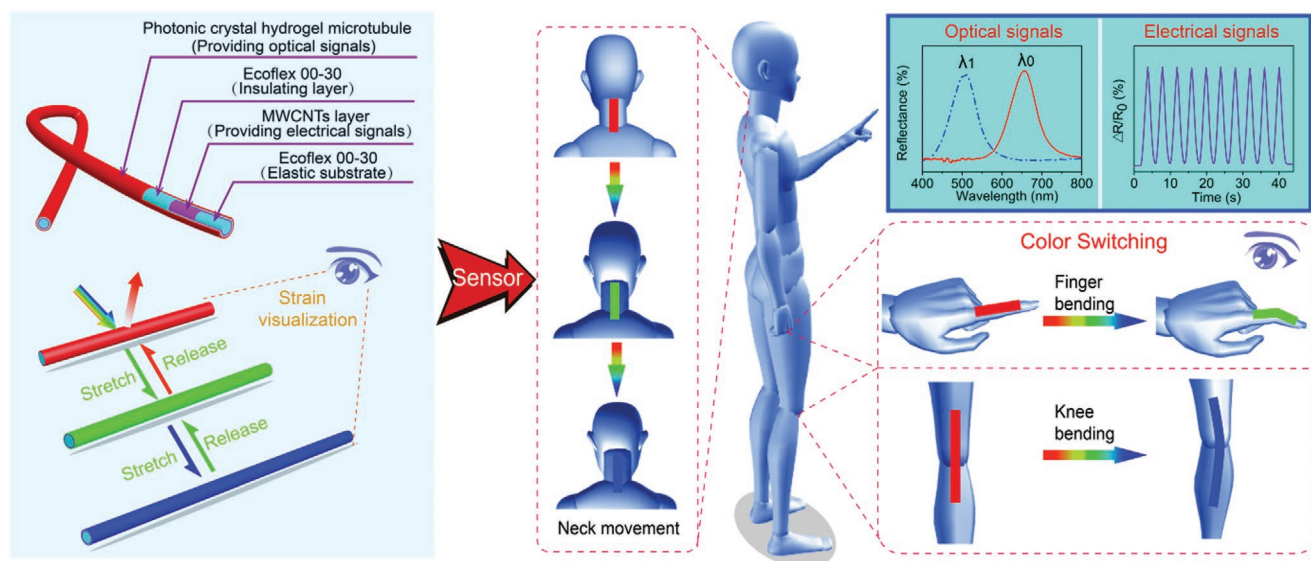 Photonic crystal hydrogel microtubule
(Providing optical signals)
Ecoflex 00-30
(Insulating layer)
MWCNTs layer
(Providing electrical signals)
Ecoflex 00-30
(Elastic substrate)
Strain
visualization
Stretch
Release
Stretch
Release
Sensor
Neck movement
Optical signals
λ1
λ0
Reflectance (%)
400 500 600 700 800
Wavelength (nm)
Electrical signals
△R/R0 (%)
0 10 20 30 40
Time (s)
Color Switching
Finger
bending
Knee
bending